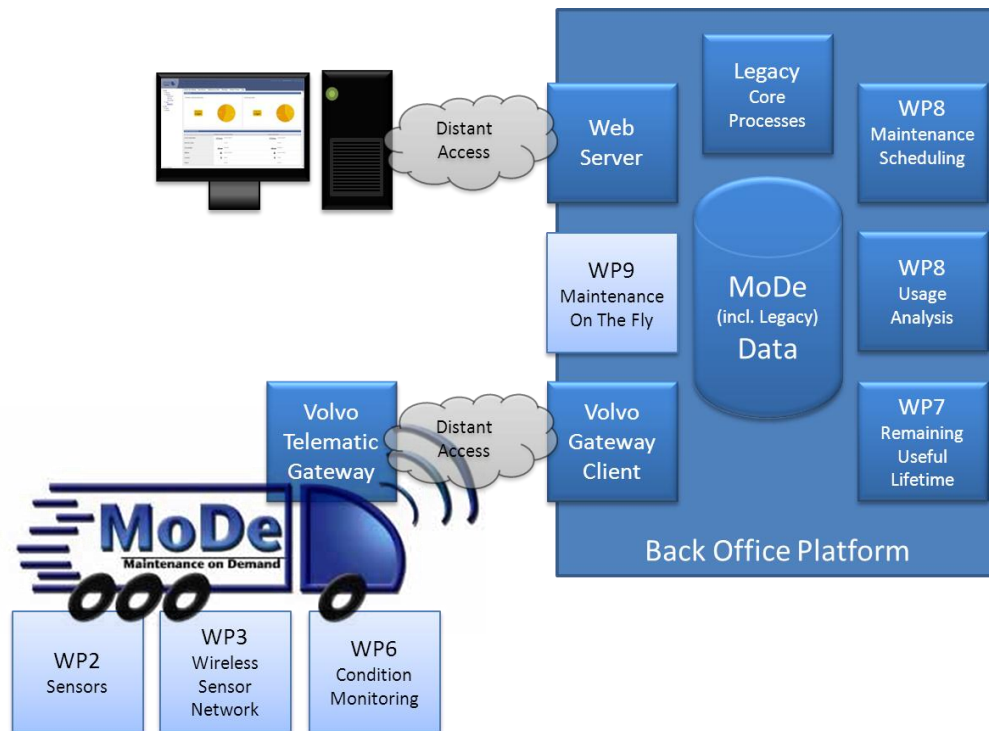 Distant
Access
Web
Server
Legacy
Core
Processes
WP8
Maintenance
Scheduling
WP9
Maintenance
On The Fly
MoDe
(incl. Legacy)
Data
WP8
Usage
Analysis
Volvo
Telematic
Gateway
Distant
Access
Volvo
Gateway
Client
WP7
Remaining
Useful
Lifetime
Back Office Platform
MoDe
Maintenance on Demand
WP2
Sensors
WP3
Wireless
Sensor
Network
WP6
Condition
Monitoring